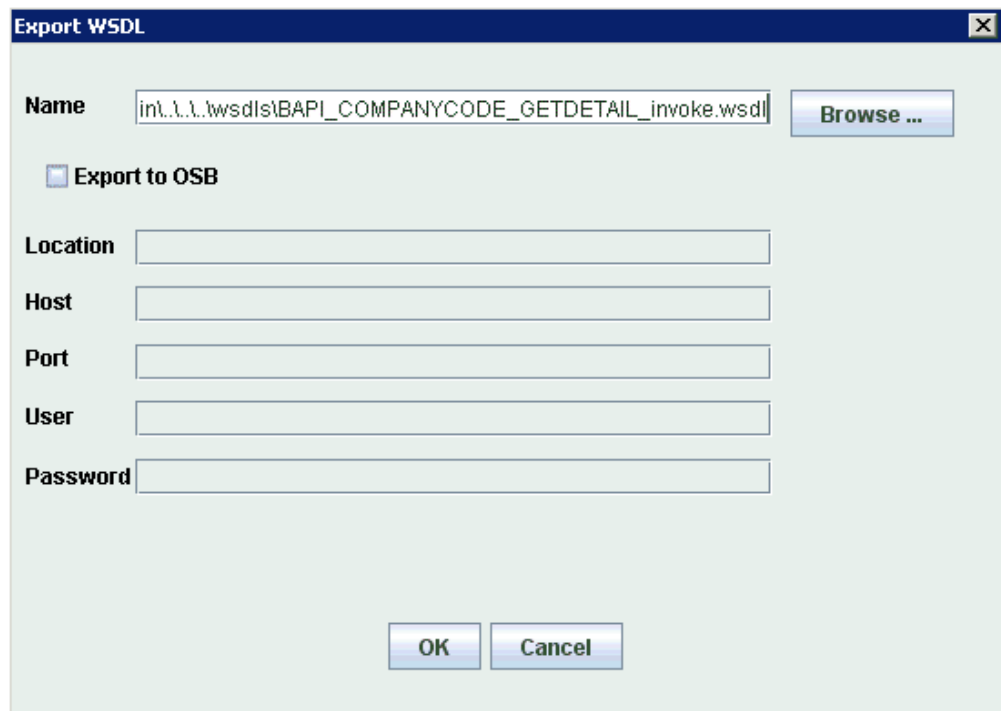 Export WSDL
Name in\..\..\..\wsdls\BAPI_COMPANYCODE_GETDETAIL_invoke.wsdl Browse ...
Export to OSB
Location
Host
Port
User
Password
OK Cancel